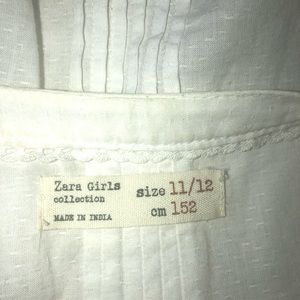 Zara Girls
collection
MADE IN INDIA
size 11/12
cm 152